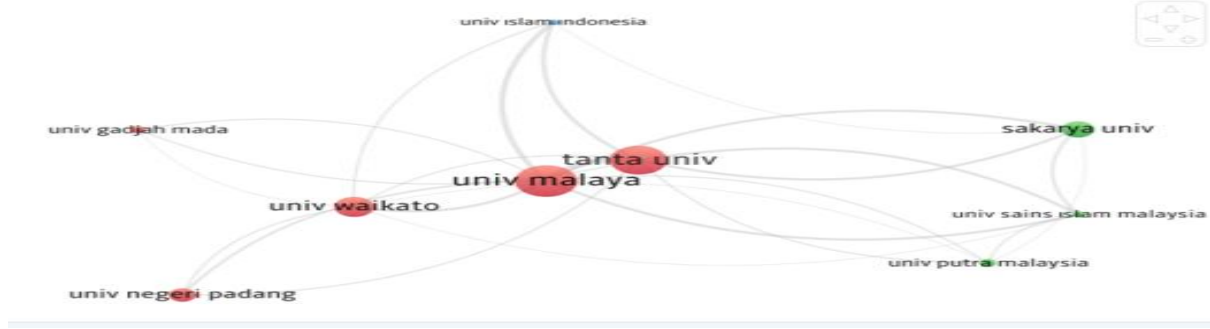 univ islam indonesia
univ gadjah mada
sakarya univ
tanta univ
univ malaya
univ waikato
univ sains islam malaysia
univ putra malaysia
univ negeri padang